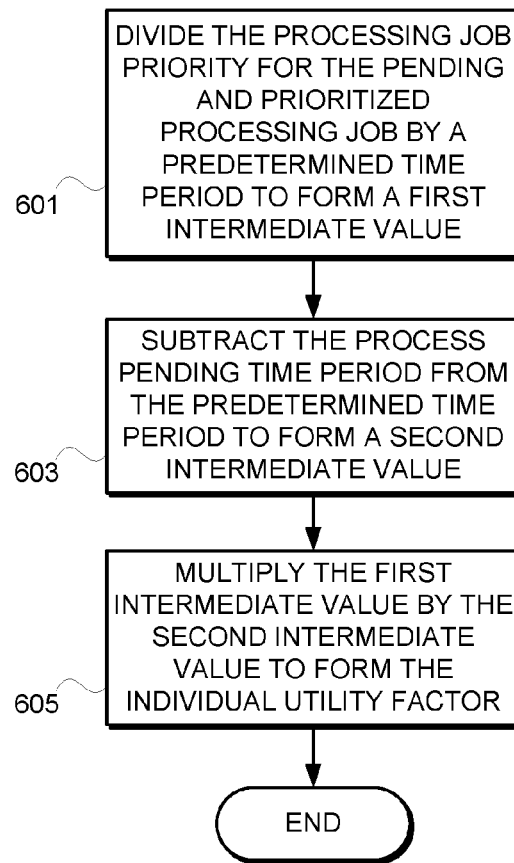 DIVIDE THE PROCESSING JOB
PRIORITY FOR THE PENDING
AND PRIORITIZED
PROCESSING JOB BY A
PREDETERMINED TIME
PERIOD TO FORM A FIRST
INTERMEDIATE VALUE
601
SUBTRACT THE PROCESS
PENDING TIME PERIOD FROM
THE PREDETERMINED TIME
PERIOD TO FORM A SECOND
INTERMEDIATE VALUE
603
MULTIPLY THE FIRST
INTERMEDIATE VALUE BY THE
SECOND INTERMEDIATE
VALUE TO FORM THE
INDIVIDUAL UTILITY FACTOR
605
END